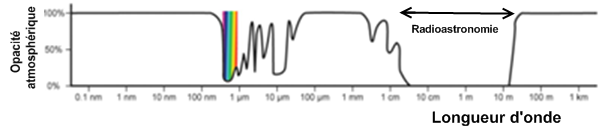 Opacité
atmosphérique
100%
50%
0%
Radioastronomie
0.1 nm 1 nm 10 nm 100 nm 1 µm 10 µm 100 µm 1 mm 1 cm 10 cm 1 m 10 m 100 m 1 km
Longueur d'onde